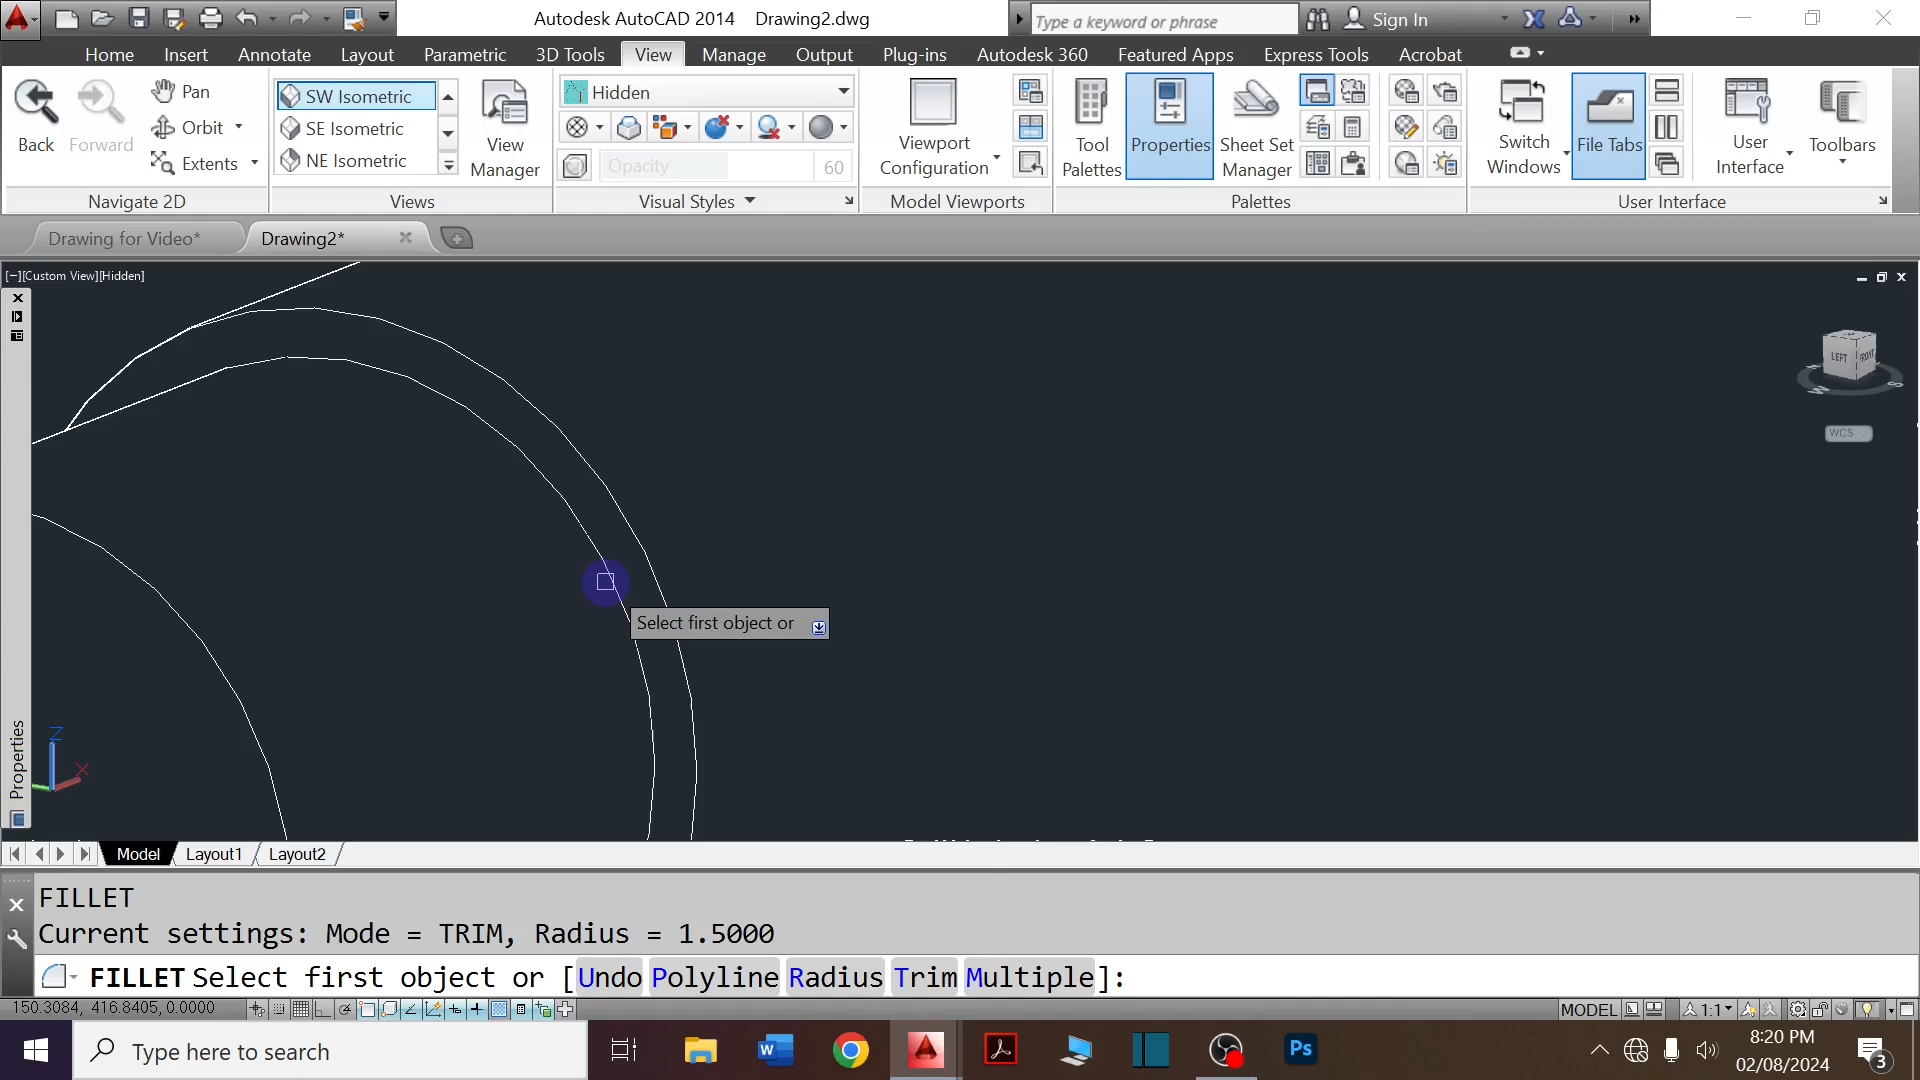 Autodesk AutoCAD 2014 Drawing2.dwg
Type a keyword or phrase
Sign In
Home Insert Annotate Layout Parametric 3D Tools View Manage Output Plug-ins Autodesk 360 Featured Apps Express Tools Acrobat
Back
Forward
Pan
Orbit
Extents
Navigate 2D
SW Isometric
SE Isometric
NE Isometric
View
Manager
Views
Hidden
Opacity 60
Visual Styles
Viewport
Configuration
Model Viewports
Tool
Palettes
Properties
Sheet Set
Manager
Palettes
Switch
Windows
File Tabs
User
Interface
Toolbars
User Interface
Drawing for Video*
Drawing2*
[−][Custom View][Hidden]
LEFT FRONT
W S
WCS
Properties
Z
X
Select first object or
Model Layout1 Layout2
FILLET
Current settings: Mode = TRIM, Radius = 1.5000
FILLET Select first object or [Undo Polyline Radius Trim Multiple]:
150.3084, 416.8405, 0.0000
MODEL
1:1
Type here to search
W
Ps
8:20 PM
02/08/2024
3